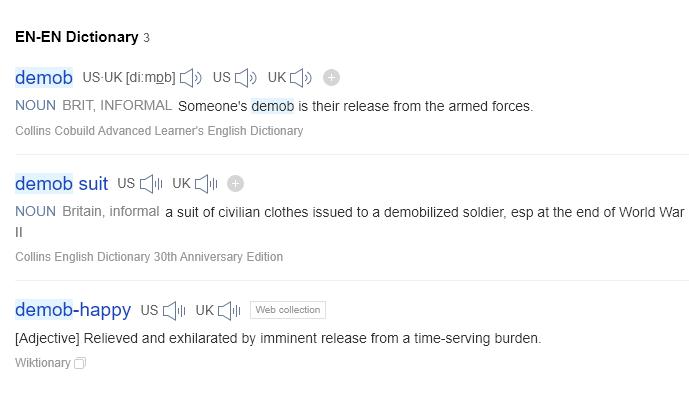 EN-EN Dictionary 3
demob US·UK [diːmɒb] US UK
NOUN BRIT, INFORMAL Someone's demob is their release from the armed forces.
Collins Cobuild Advanced Learner's English Dictionary
demob suit US UK
NOUN Britain, informal a suit of civilian clothes issued to a demobilized soldier, esp at the end of World War
II
Collins English Dictionary 30th Anniversary Edition
demob-happy US UK Web collection
[Adjective] Relieved and exhilarated by imminent release from a time-serving burden.
Wiktionary